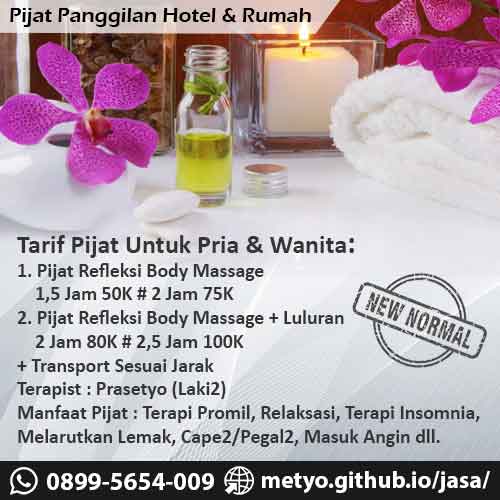 Pijat Panggilan Hotel & Rumah
Tarif Pijat Untuk Pria & Wanita:
1. Pijat Refleksi Body Massage
1,5 Jam 50K # 2 Jam 75K
2. Pijat Refleksi Body Massage + Luluran
2 Jam 80K # 2,5 Jam 100K
+ Transport Sesuai Jarak
Terapist : Prasetyo (Laki2)
Manfaat Pijat : Terapi Promil, Relaksasi, Terapi Insomnia,
Melarutkan Lemak, Cape2/Pegal2, Masuk Angin dll.
NEW NORMAL
0899-5654-009 metyo.github.io/jasa/